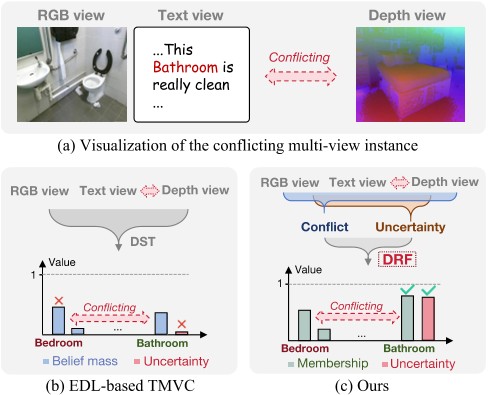 RGB view Text view Depth view
...This
Bathroom is
really clean
...
Conflicting
(a) Visualization of the conflicting multi-view instance
RGB view Text view Depth view
DST
Value
1
Conflicting
...
Bedroom Bathroom
Belief mass Uncertainty
(b) EDL-based TMVC
RGB view Text view Depth view
Conflict Uncertainty
DRF
Value
1
Conflicting
...
Bedroom Bathroom
Membership Uncertainty
(c) Ours